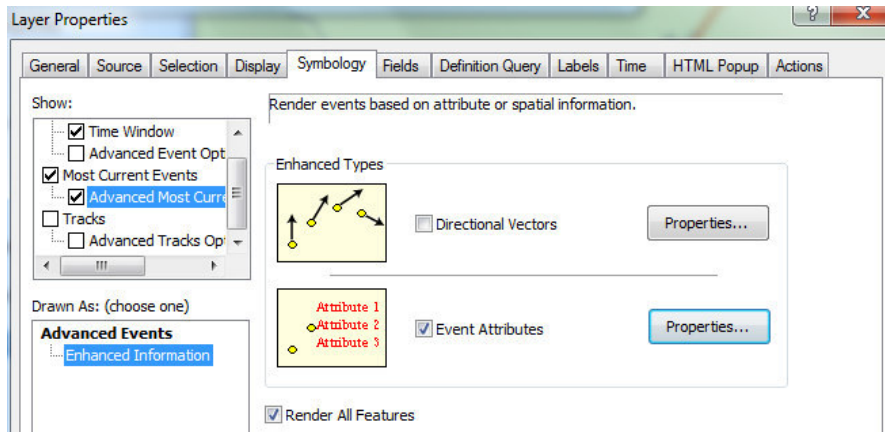 Layer Properties
?
X
General Source Selection Display Symbology Fields Definition Query Labels Time HTML Popup Actions
Show:
Time Window
Advanced Event Opt
Most Current Events
Advanced Most Curre
Tracks
Advanced Tracks Opt
Drawn As: (choose one)
Advanced Events
Enhanced Information
Render events based on attribute or spatial information.
Enhanced Types
Directional Vectors
Properties...
Attribute 1
Attribute 2
Attribute 3
Event Attributes
Properties...
Render All Features